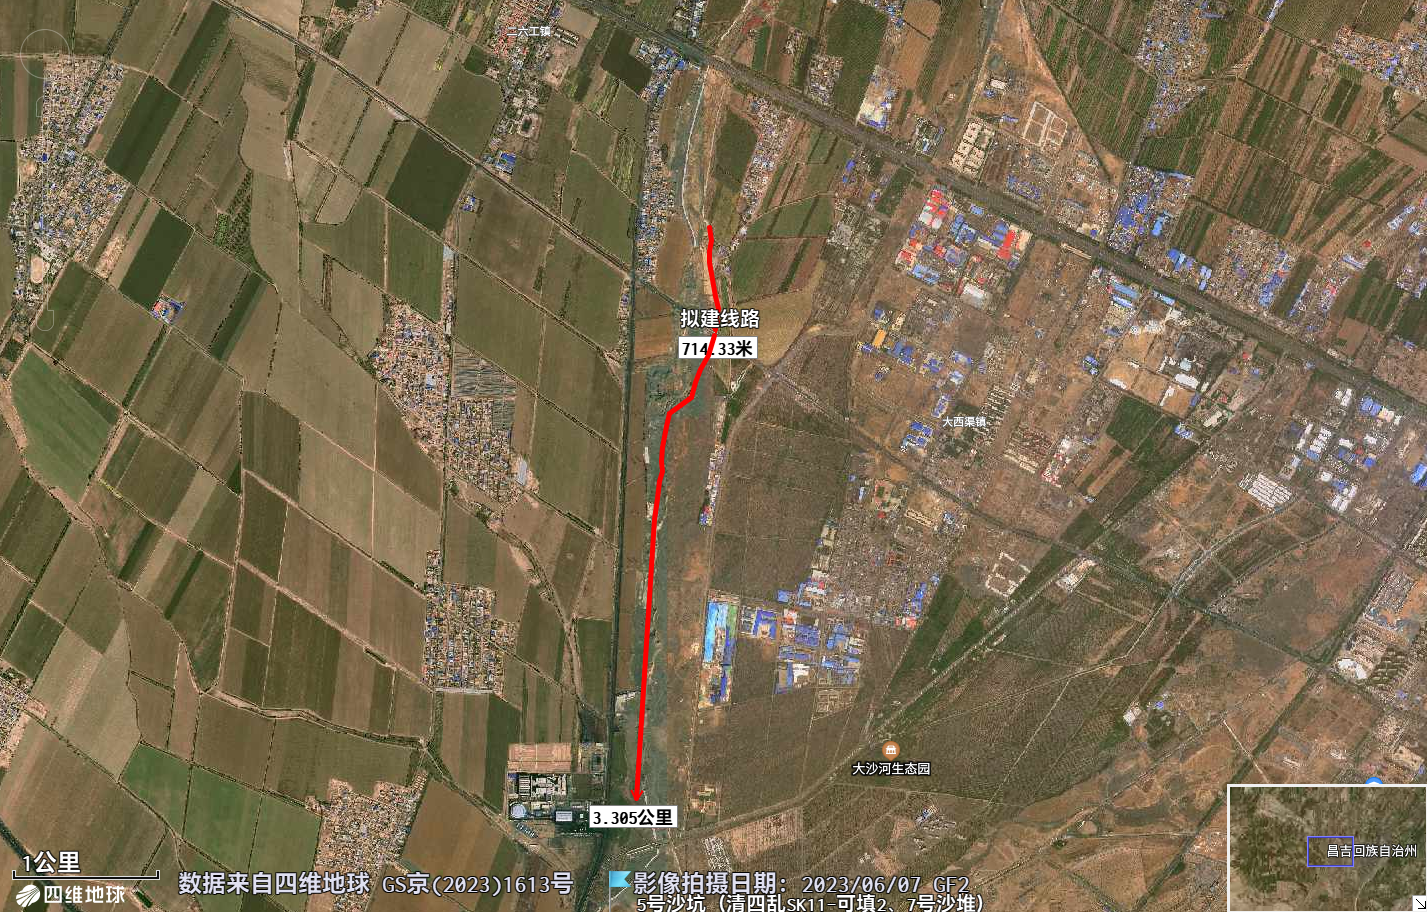 二六工镇
拟建线路
714.33米
大西渠镇
大沙河生态园
3.305公里
昌吉回族自治州
1公里
四维地球
数据来自四维地球 GS京(2023)1613号
影像拍摄日期: 2023/06/07 GF2
5号沙坑（清四乱SK11-可填2、7号沙堆）